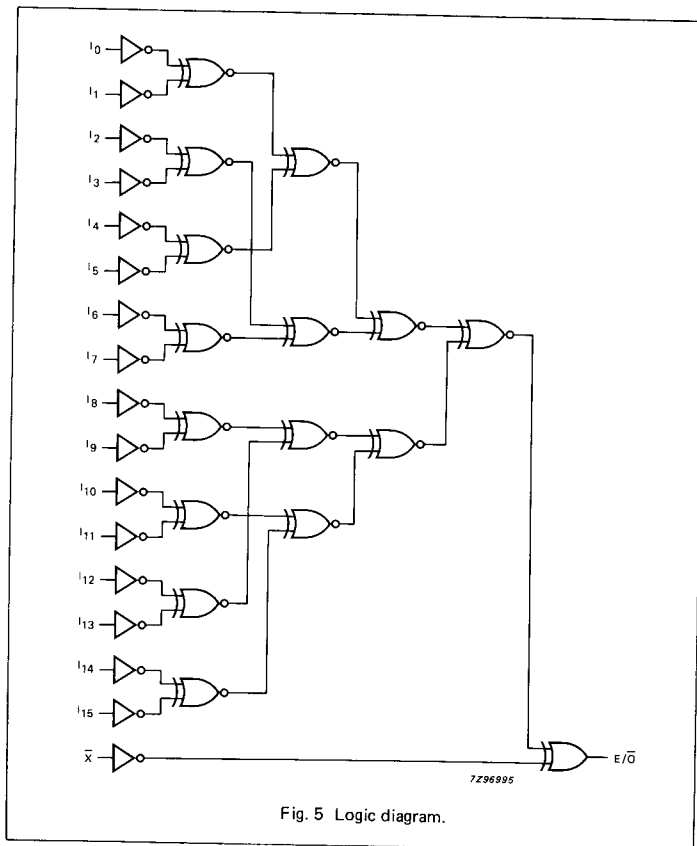 I0
I1
I2
I3
I4
I5
I6
I7
I8
I9
I10
I11
I12
I13
I14
I15
X̅
E/O̅
7Z96995
Fig. 5 Logic diagram.